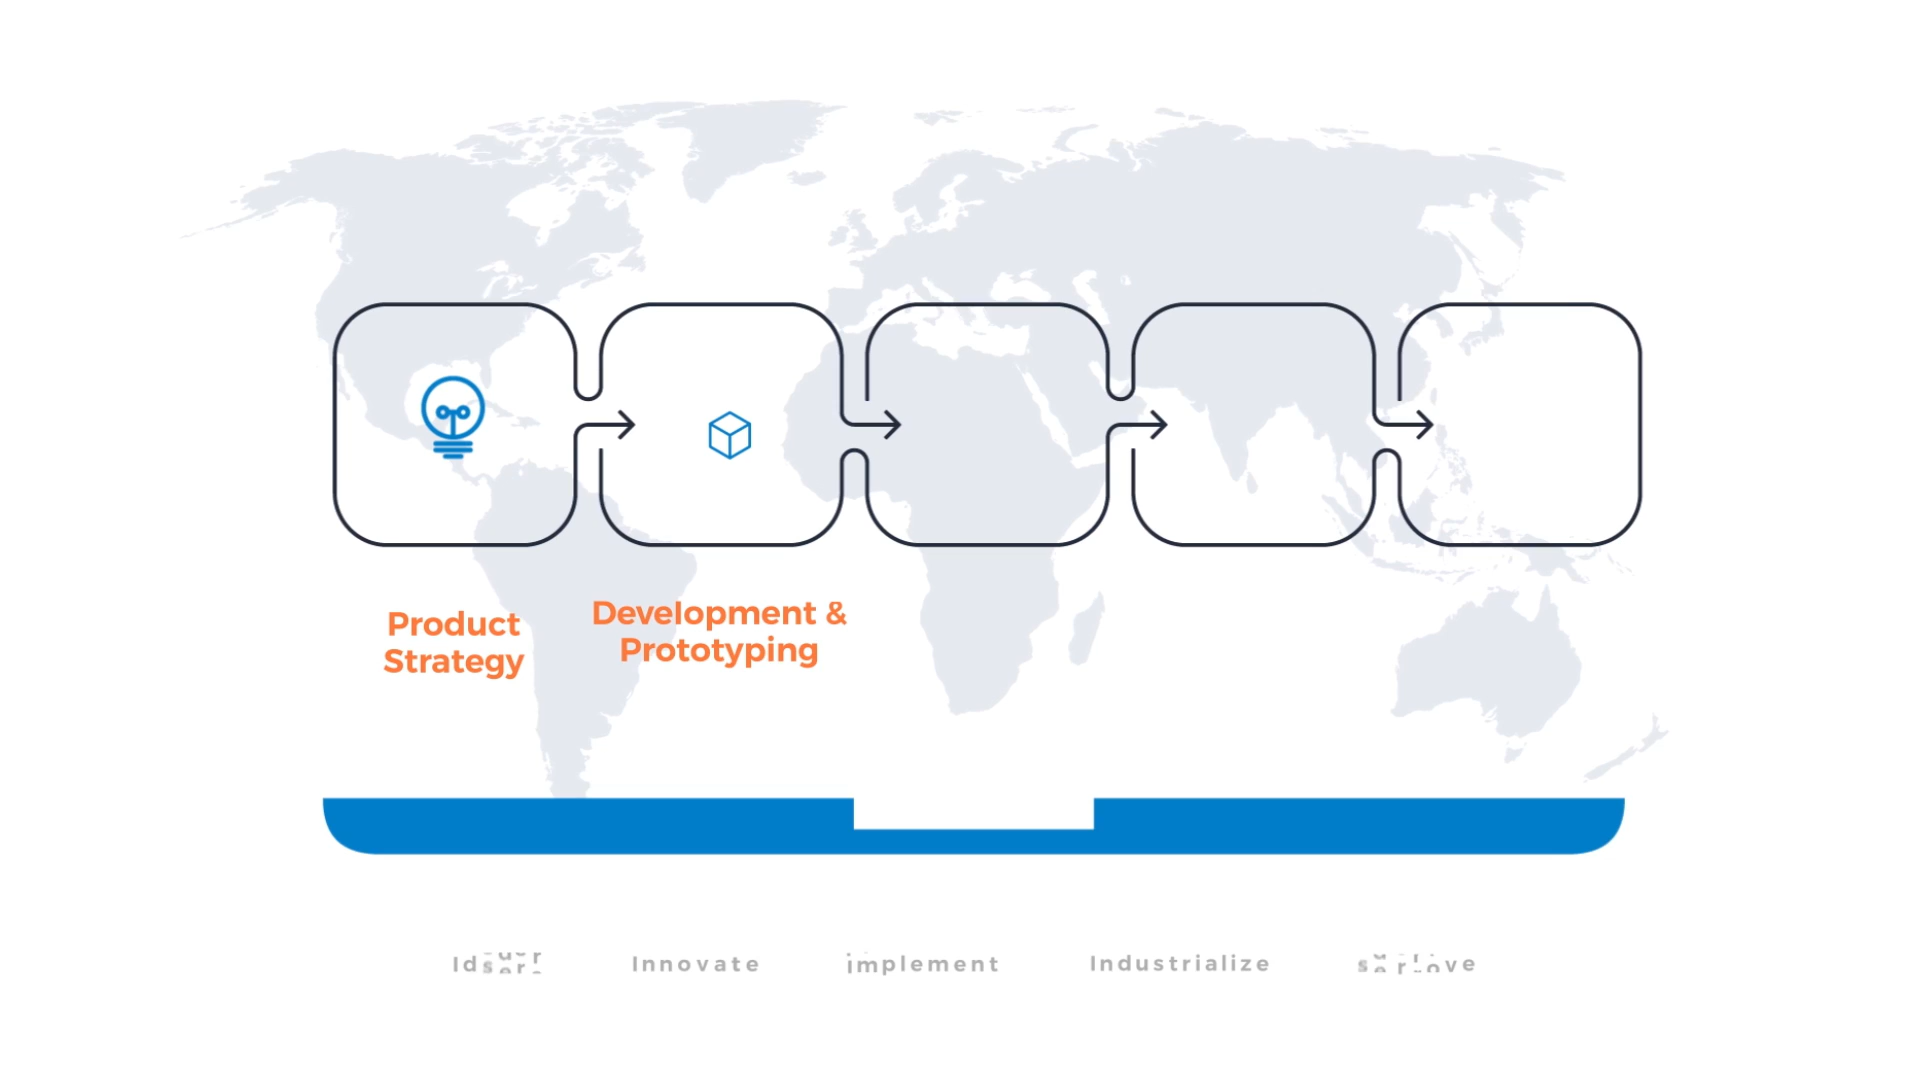 Product
Strategy
Development &
Prototyping
Innovate
implement
Industrialize